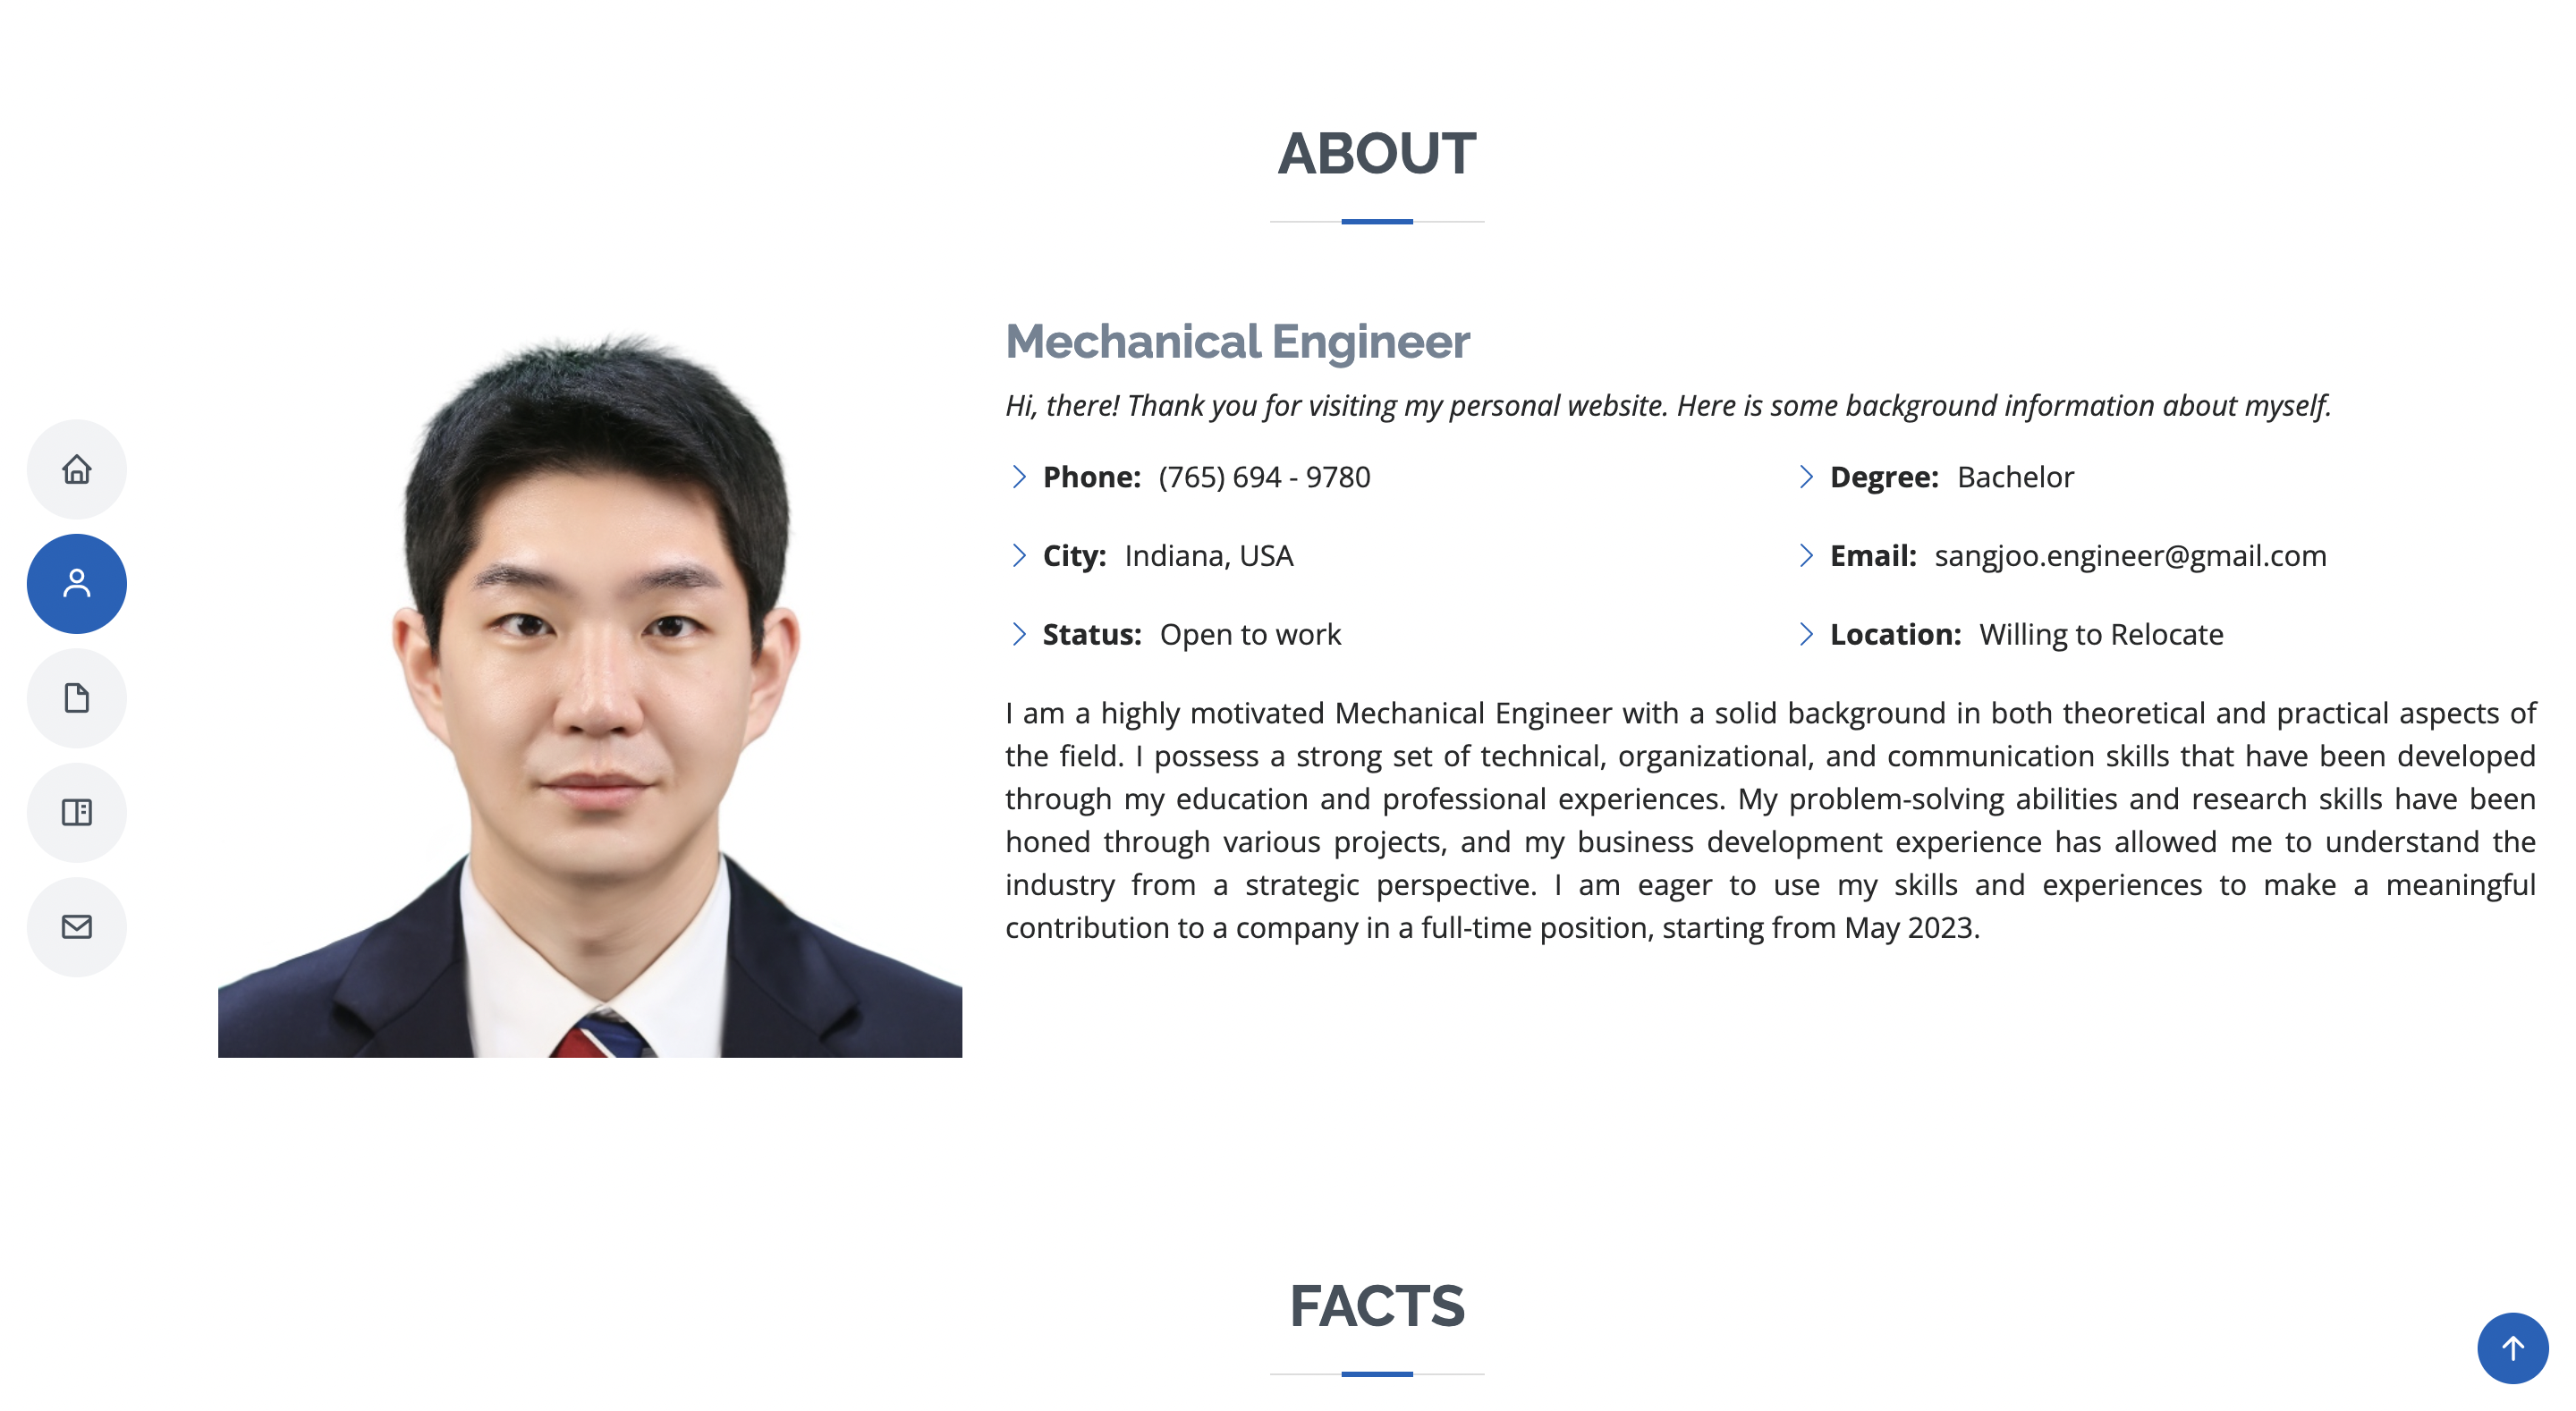 ABOUT
Mechanical Engineer
Hi, there! Thank you for visiting my personal website. Here is some background information about myself.
Phone: (765) 694 - 9780
Degree: Bachelor
City: Indiana, USA
Email: sangjoo.engineer@gmail.com
Status: Open to work
Location: Willing to Relocate
I am a highly motivated Mechanical Engineer with a solid background in both theoretical and practical aspects of
the field. I possess a strong set of technical, organizational, and communication skills that have been developed
through my education and professional experiences. My problem-solving abilities and research skills have been
honed through various projects, and my business development experience has allowed me to understand the
industry from a strategic perspective. I am eager to use my skills and experiences to make a meaningful
contribution to a company in a full-time position, starting from May 2023.
FACTS